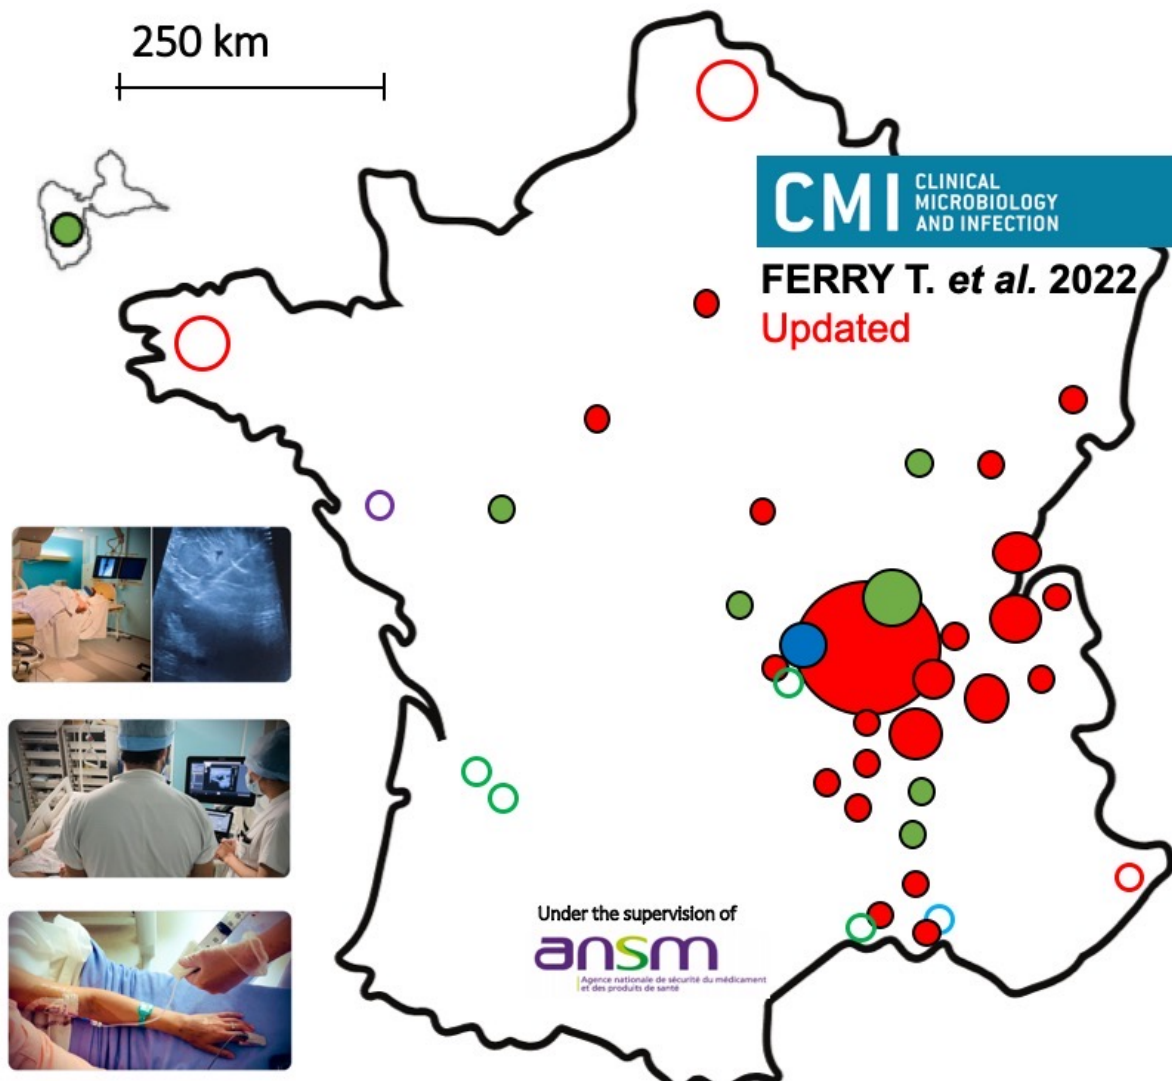 250 km
CMI CLINICAL
MICROBIOLOGY
AND INFECTION
FERRY T. et al. 2022
Updated
Under the supervision of
ansm
Agence nationale de sécurité du médicament
et des produits de santé